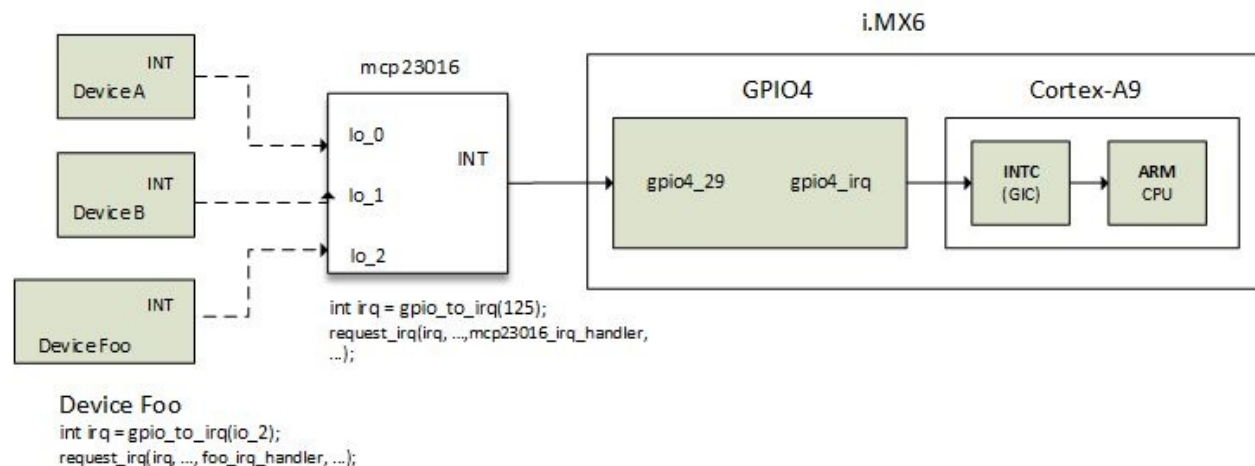 i.MX6
INT
Device A
mcp23016
GPIO4
Cortex-A9
Io_0
INT
INT
Device B
Io_1
gpio4_29
gpio4_irq
INTC
(GIC)
ARM
CPU
Io_2
INT
Device Foo
int irq = gpio_to_irq(125);
request_irq(irq, ...,mcp23016_irq_handler,
...);
Device Foo
int irq = gpio_to_irq(io_2);
request_irq(irq, ..., foo_irq_handler, ...);